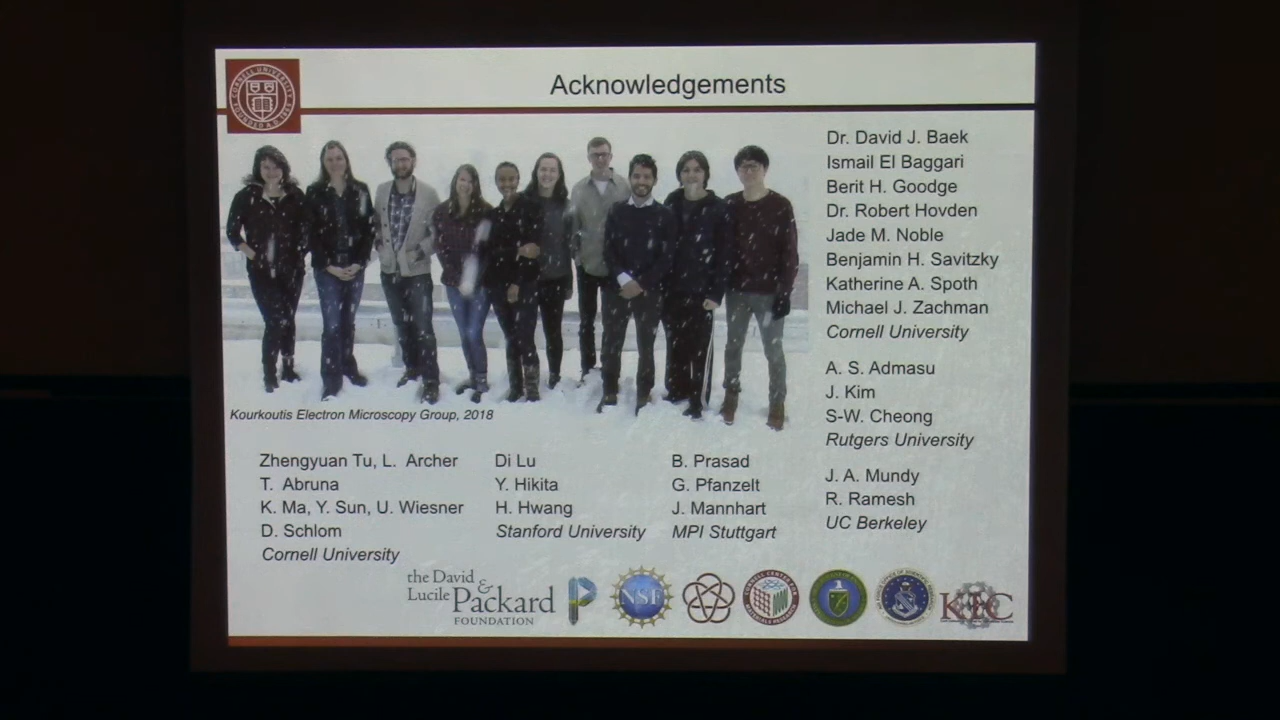 Acknowledgements
Dr. David J. Baek
Ismail El Baggari
Berit H. Goodge
Dr. Robert Hovden
Jade M. Noble
Benjamin H. Savitzky
Katherine A. Spoth
Michael J. Zachman
Cornell University
A. S. Admasu
J. Kim
S-W. Cheong
Rutgers University
J. A. Mundy
R. Ramesh
UC Berkeley
Kourkoutis Electron Microscopy Group, 2018
Zhengyuan Tu, L. Archer
T. Abruna
K. Ma, Y. Sun, U. Wiesner
D. Schlom
Cornell University
Di Lu
Y. Hikita
H. Hwang
Stanford University
B. Prasad
G. Pfanzelt
J. Mannhart
MPI Stuttgart
the David &
Lucile Packard
FOUNDATION
NSF
KIC